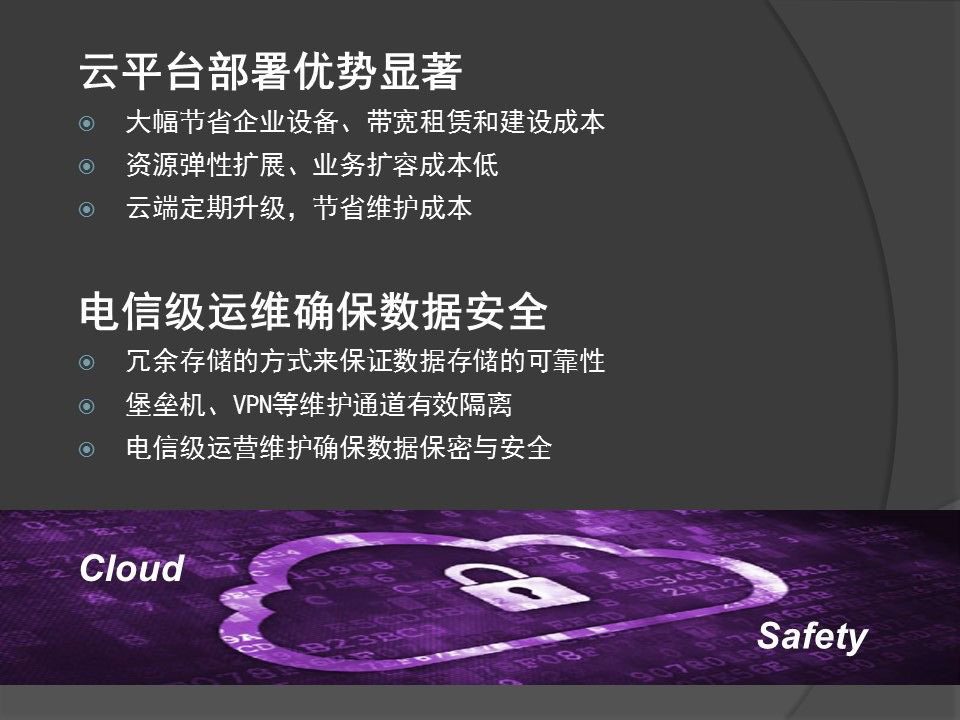 云平台部署优势显著
大幅节省企业设备、带宽租赁和建设成本
资源弹性扩展、业务扩容成本低
云端定期升级，节省维护成本
电信级运维确保数据安全
冗余存储的方式来保证数据存储的可靠性
堡垒机、VPN等维护通道有效隔离
电信级运营维护确保数据保密与安全
Cloud
Safety